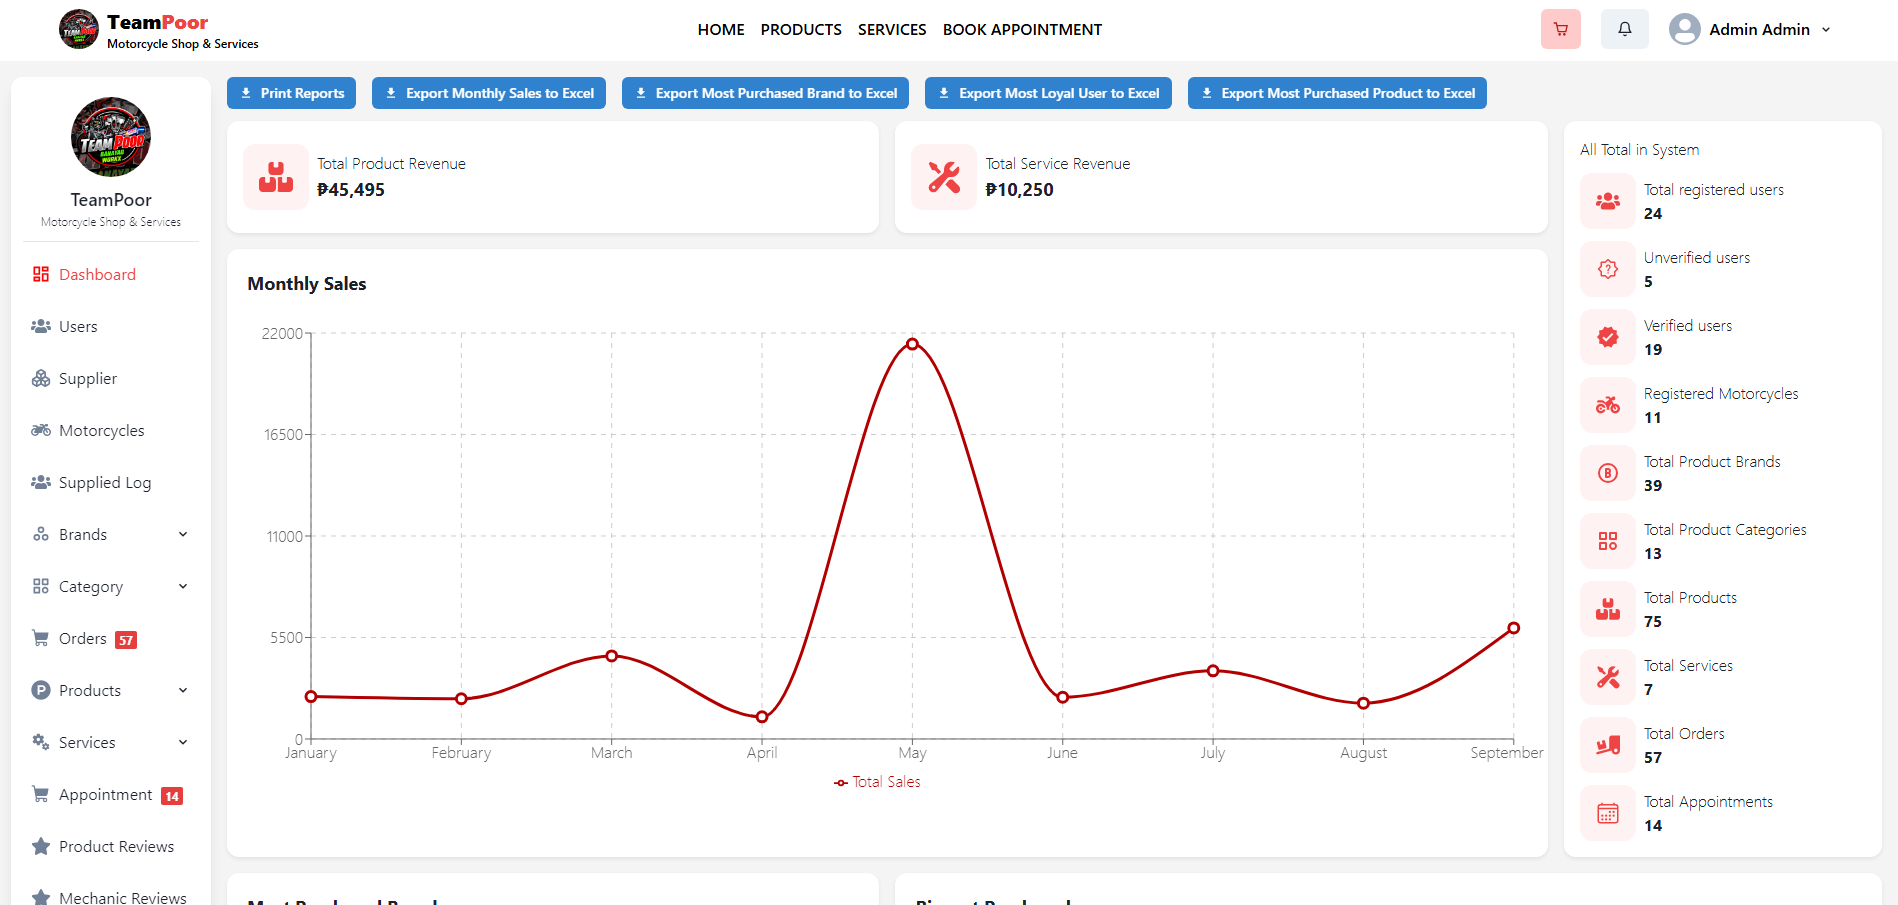 TeamPoor
Motorcycle Shop & Services
HOME PRODUCTS SERVICES BOOK APPOINTMENT
Admin Admin
TEAM POOR
BANAYAD
WORKX
TeamPoor
Motorcycle Shop & Services
Dashboard
Users
Supplier
Motorcycles
Supplied Log
Brands
Category
Orders 57
Products
Services
Appointment 14
Product Reviews
Mechanic Reviews
Print Reports
Export Monthly Sales to Excel
Export Most Purchased Brand to Excel
Export Most Loyal User to Excel
Export Most Purchased Product to Excel
Total Product Revenue
₱45,495
Total Service Revenue
₱10,250
Monthly Sales
22000
16500
11000
5500
0
January February March April May June July August September
Total Sales
All Total in System
Total registered users
24
Unverified users
5
Verified users
19
Registered Motorcycles
11
Total Product Brands
39
Total Product Categories
13
Total Products
75
Total Services
7
Total Orders
57
Total Appointments
14